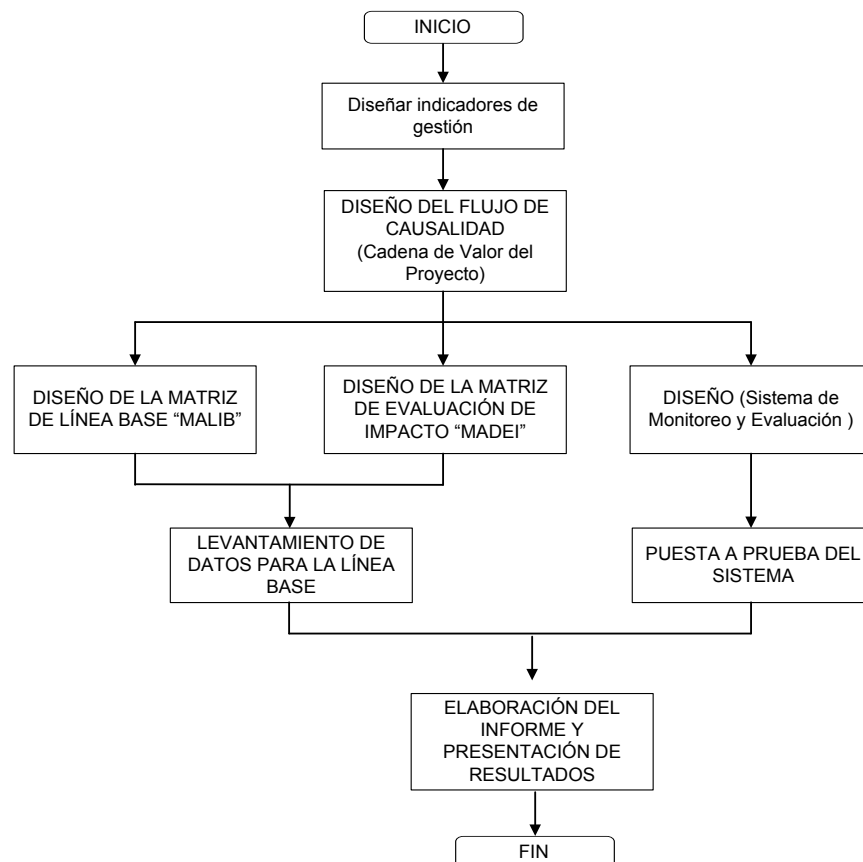 INICIO
Diseñar indicadores de
gestión
DISEÑO DEL FLUJO DE
CAUSALIDAD
(Cadena de Valor del
Proyecto)
DISEÑO DE LA MATRIZ
DE LÍNEA BASE “MALIB”
DISEÑO DE LA MATRIZ
DE EVALUACIÓN DE
IMPACTO “MADEI”
DISEÑO (Sistema de
Monitoreo y Evaluación )
LEVANTAMIENTO DE
DATOS PARA LA LÍNEA
BASE
PUESTA A PRUEBA DEL
SISTEMA
ELABORACIÓN DEL
INFORME Y
PRESENTACIÓN DE
RESULTADOS
FIN